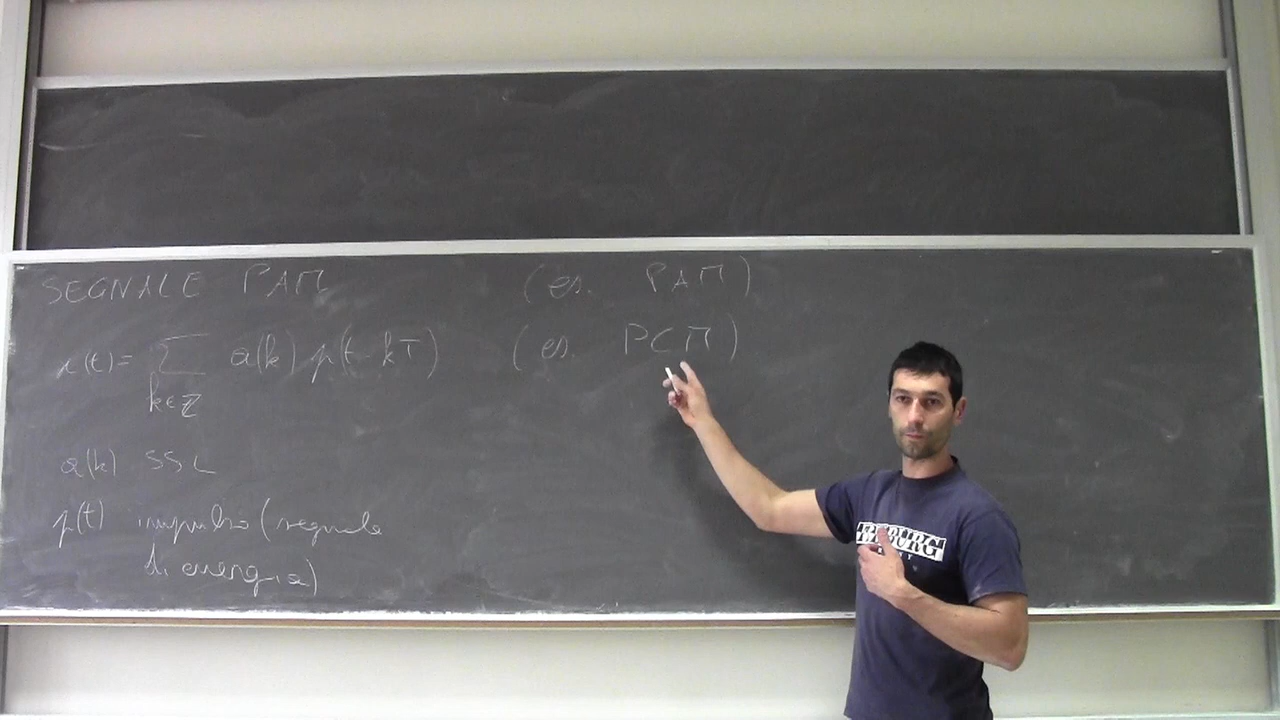 SEGNALE PAM (es. PAM)
x(t) = ∑ a(k) p(t-kT) (es. PCM)
k∈ℤ
a(k) SSL
p(t) impulso (segnale
di energia)